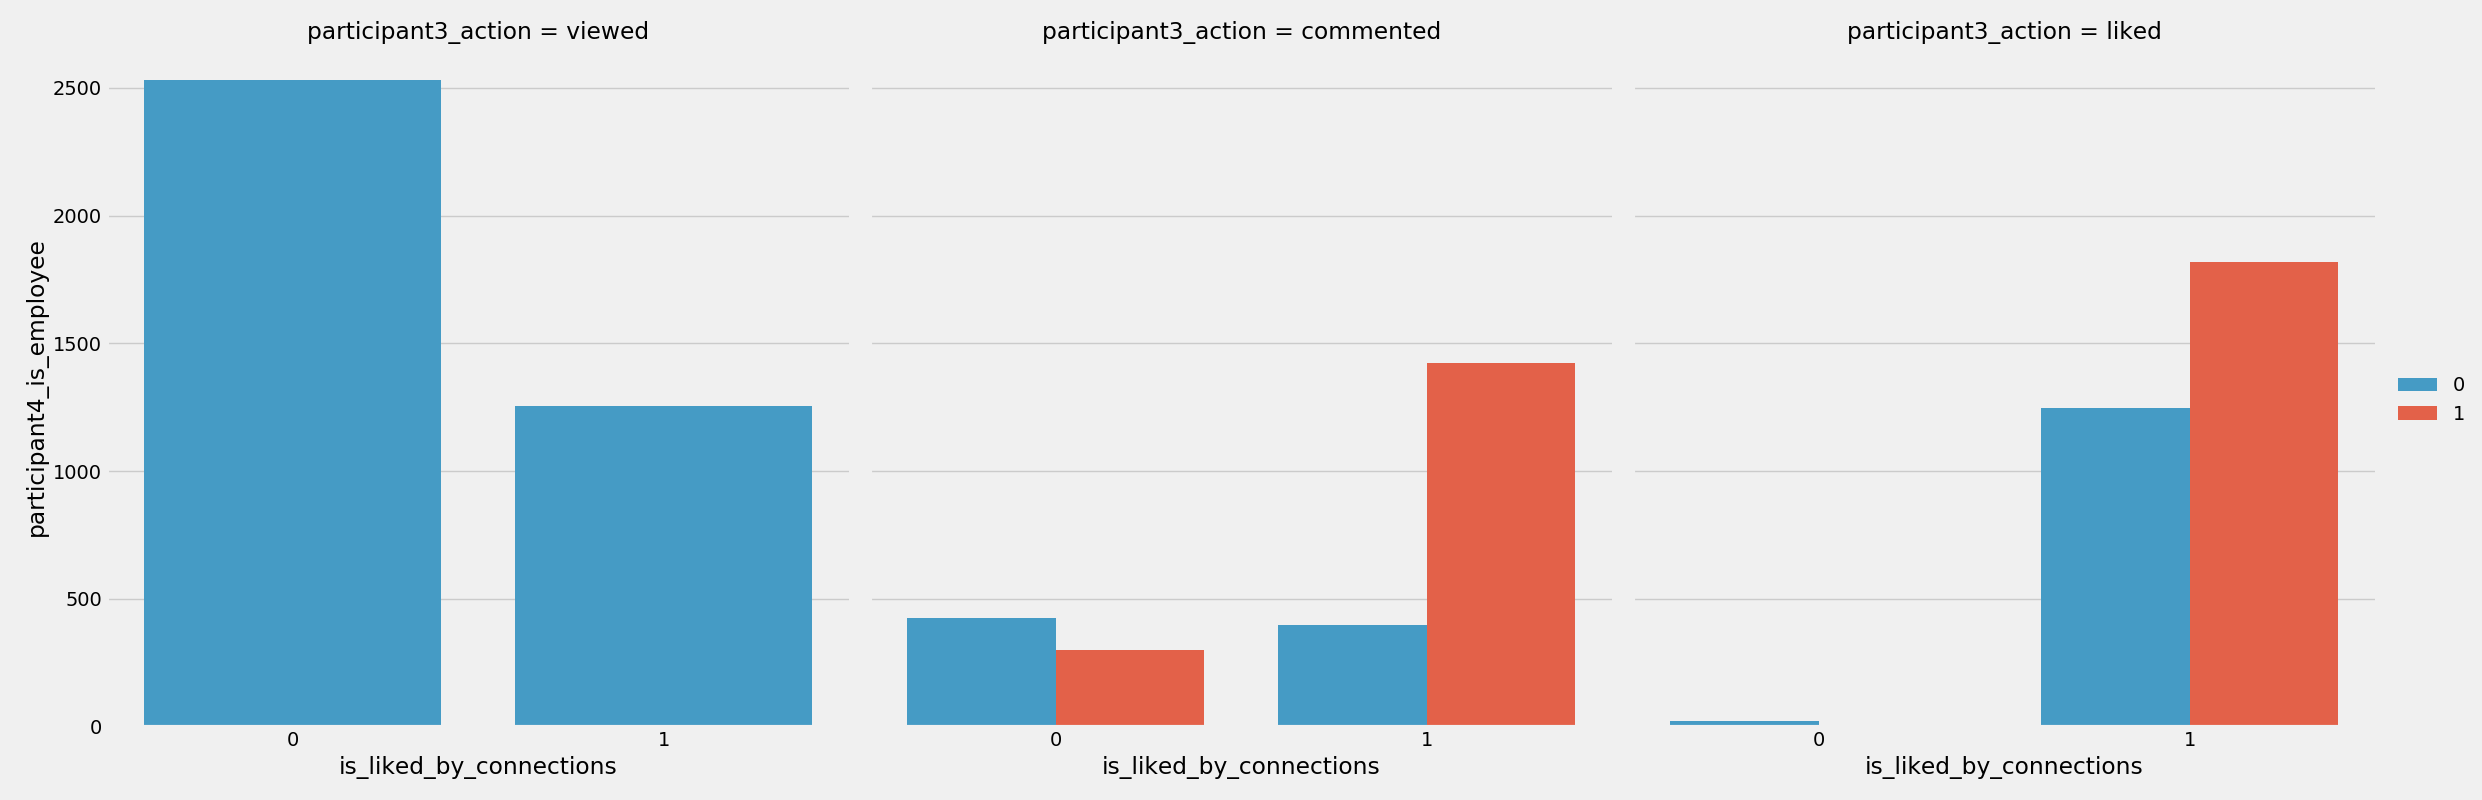 participant3_action = viewed
participant3_action = commented
participant3_action = liked
participant4_is_employee
2500
2000
1500
1000
500
0
0 1
0 1
0 1
is_liked_by_connections
is_liked_by_connections
is_liked_by_connections
0
1